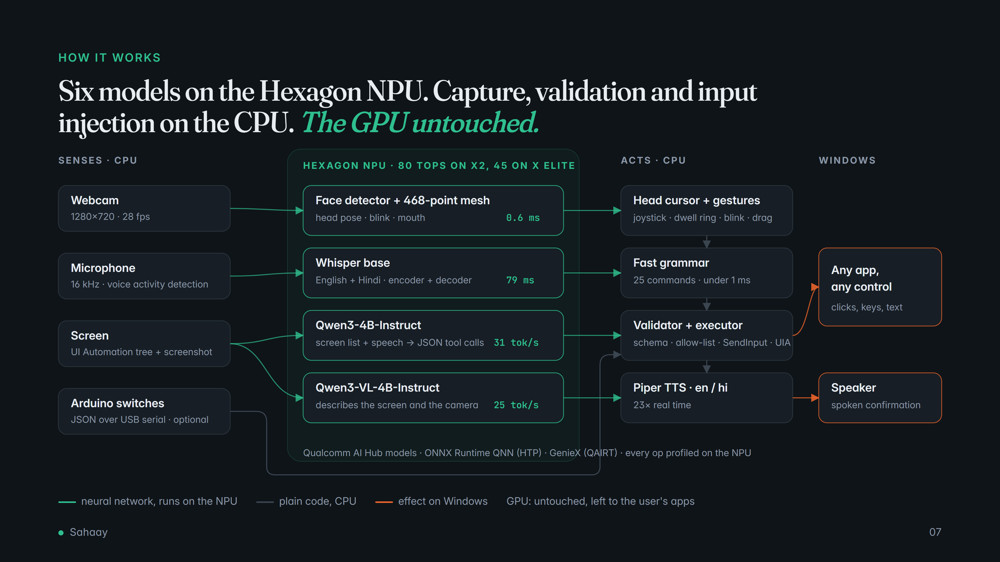 HOW IT WORKS
Six models on the Hexagon NPU. Capture, validation and input
injection on the CPU. The GPU untouched.
SENSES · CPU
Webcam
1280×720 · 28 fps
Microphone
16 kHz · voice activity detection
Screen
UI Automation tree + screenshot
Arduino switches
JSON over USB serial · optional
HEXAGON NPU · 80 TOPS ON X2, 45 ON X ELITE
Face detector + 468-point mesh
head pose · blink · mouth 0.6 ms
Whisper base
English + Hindi · encoder + decoder 79 ms
Qwen3-4B-Instruct
screen list + speech → JSON tool calls 31 tok/s
Qwen3-VL-4B-Instruct
describes the screen and the camera 25 tok/s
Qualcomm AI Hub models · ONNX Runtime QNN (HTP) · GenieX (QAIRT) · every op profiled on the NPU
ACTS · CPU
Head cursor + gestures
joystick · dwell ring · blink · drag
Fast grammar
25 commands · under 1 ms
Validator + executor
schema · allow-list · SendInput · UIA
Piper TTS · en / hi
23× real time
WINDOWS
Any app,
any control
clicks, keys, text
Speaker
spoken confirmation
neural network, runs on the NPU
plain code, CPU
effect on Windows
GPU: untouched, left to the user's apps
Sahaay
07